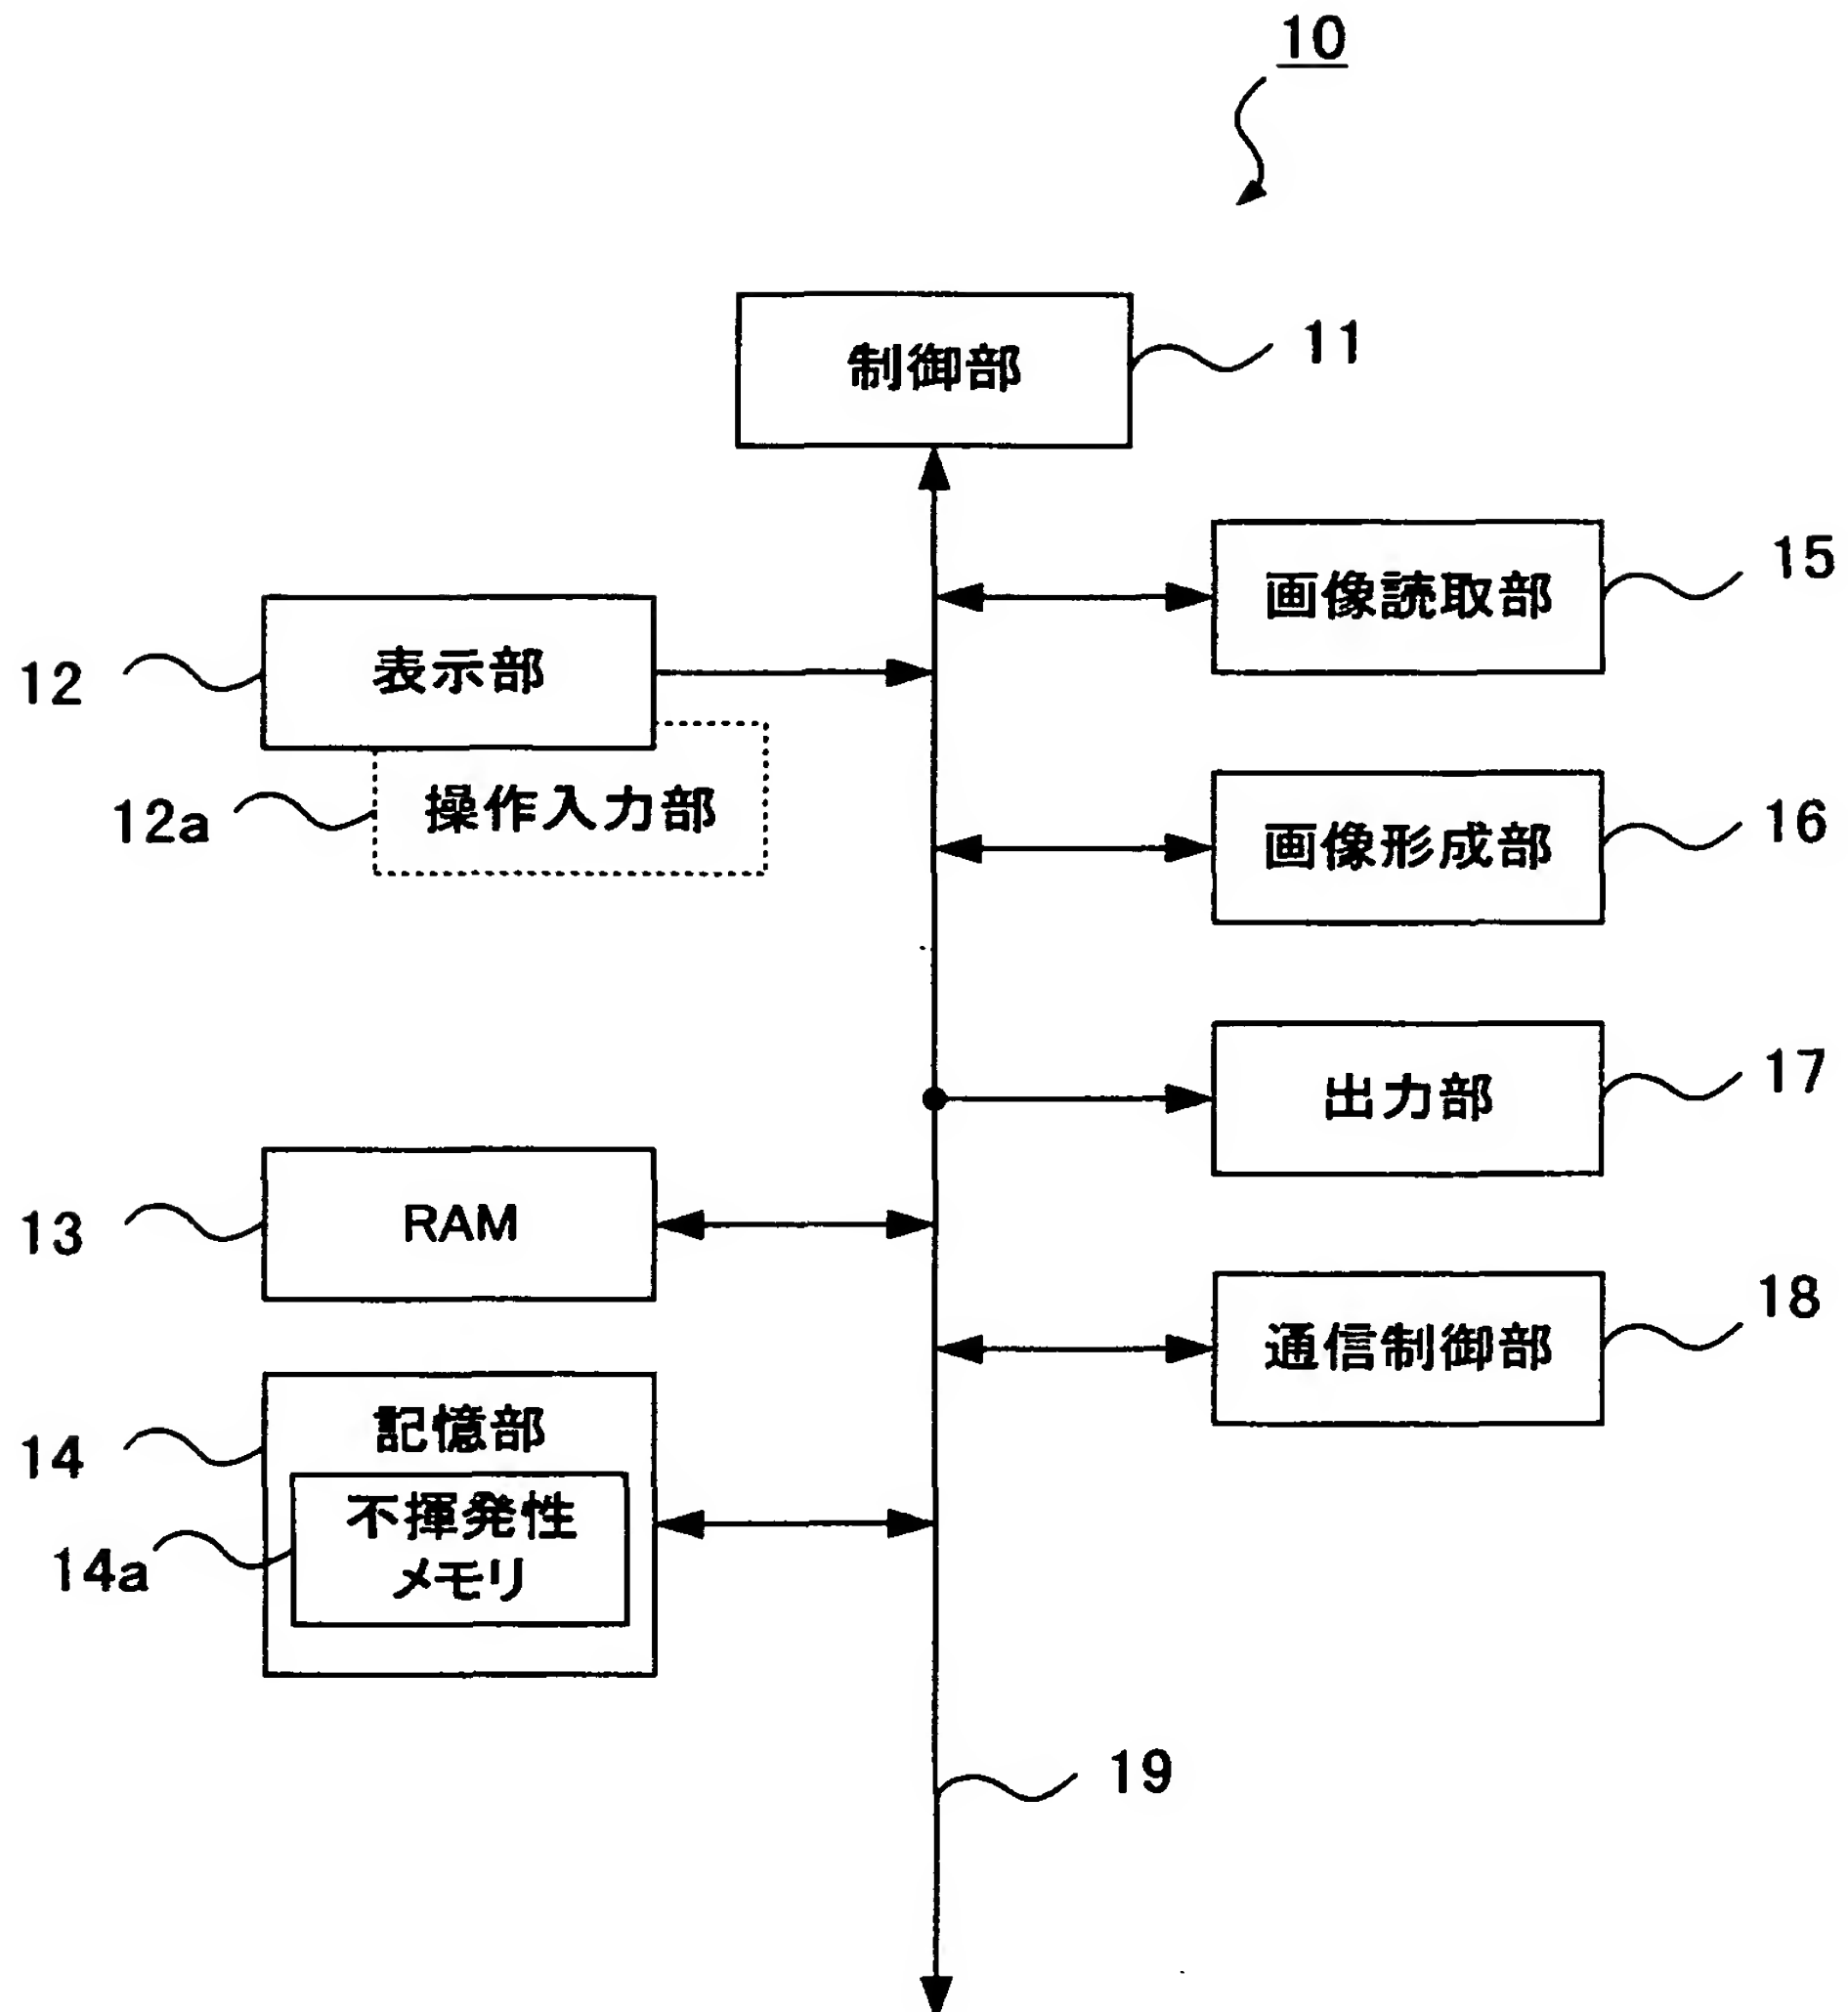 10
制御部
11
画像読取部
15
12
表示部
12a
操作入力部
画像形成部
16
出力部
17
13
RAM
通信制御部
18
14
記憶部
14a
不揮発性
メモリ
19